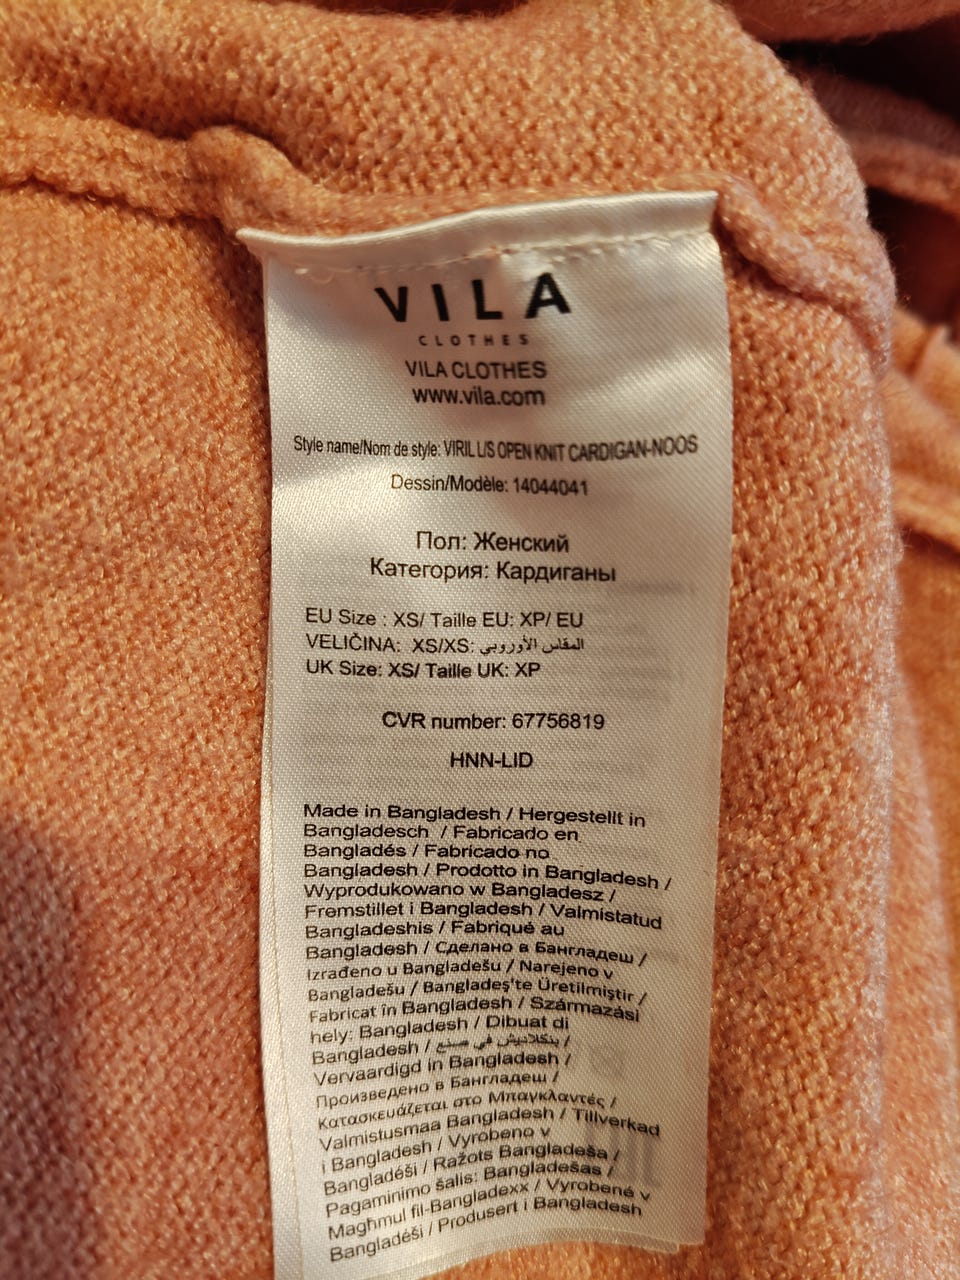 VILA
CLOTHES
VILA CLOTHES
www.vila.com
Style name/Nom de style: VIRIL L/S OPEN KNIT CARDIGAN-NOOS
Dessin/Modèle: 14044041
Пол: Женский
Категория: Кардиганы
EU Size : XS/ Taille EU: XP/ EU
VELIČINA: XS/XS: المقاس الأوروبي
UK Size: XS/ Taille UK: XP
CVR number: 67756819
HNN-LID
Made in Bangladesh / Hergestellt in
Bangladesch / Fabricado en
Bangladés / Fabricado no
Bangladesh / Prodotto in Bangladesh /
Wyprodukowano w Bangladesz /
Fremstillet i Bangladesh / Valmistatud
Bangladeshis / Fabriqué au
Bangladesh / Сделано в Бангладеш /
Izrađeno u Bangladešu / Narejeno v
Bangladešu / Bangladeş'te Üretilmiştir /
Fabricat în Bangladesh / Származási
hely: Bangladesh / Dibuat di
Bangladesh / بنكلاديش في صنع /
Vervaardigd in Bangladesh /
Произведено в Бангладеш /
Κατασκευάζεται στο Μπαγκλαντές /
Valmistusmaa Bangladesh / Tillverkad
i Bangladesh / Vyrobeno v
Bangladéši / Ražots Bangladeša /
Pagaminimo šalis: Bangladešas /
Magħmul fil-Bangladexx / Vyrobené v
Bangladéši / Produsert i Bangladesh